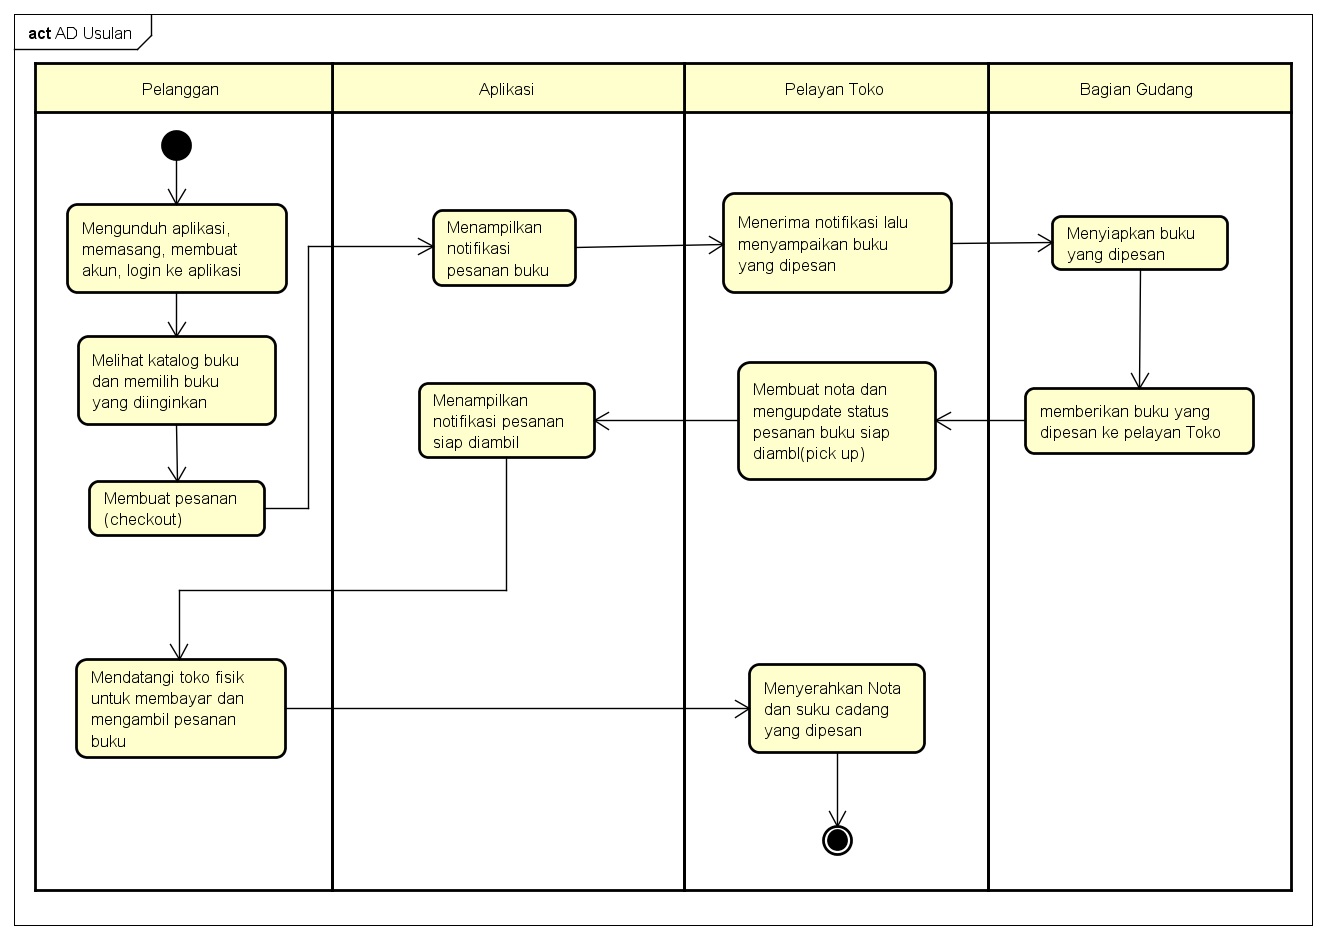 act AD Usulan
Pelanggan
Aplikasi
Pelayan Toko
Bagian Gudang
Mengunduh aplikasi,
memasang, membuat
akun, login ke aplikasi
Melihat katalog buku
dan memilih buku
yang diinginkan
Membuat pesanan
(checkout)
Menampilkan
notifikasi
pesanan buku
Menerima notifikasi lalu
menyampaikan buku
yang dipesan
Menyiapkan buku
yang dipesan
memberikan buku yang
dipesan ke pelayan Toko
Membuat nota dan
mengupdate status
pesanan buku siap
diambl(pick up)
Menampilkan
notifikasi pesanan
siap diambil
Mendatangi toko fisik
untuk membayar dan
mengambil pesanan
buku
Menyerahkan Nota
dan suku cadang
yang dipesan